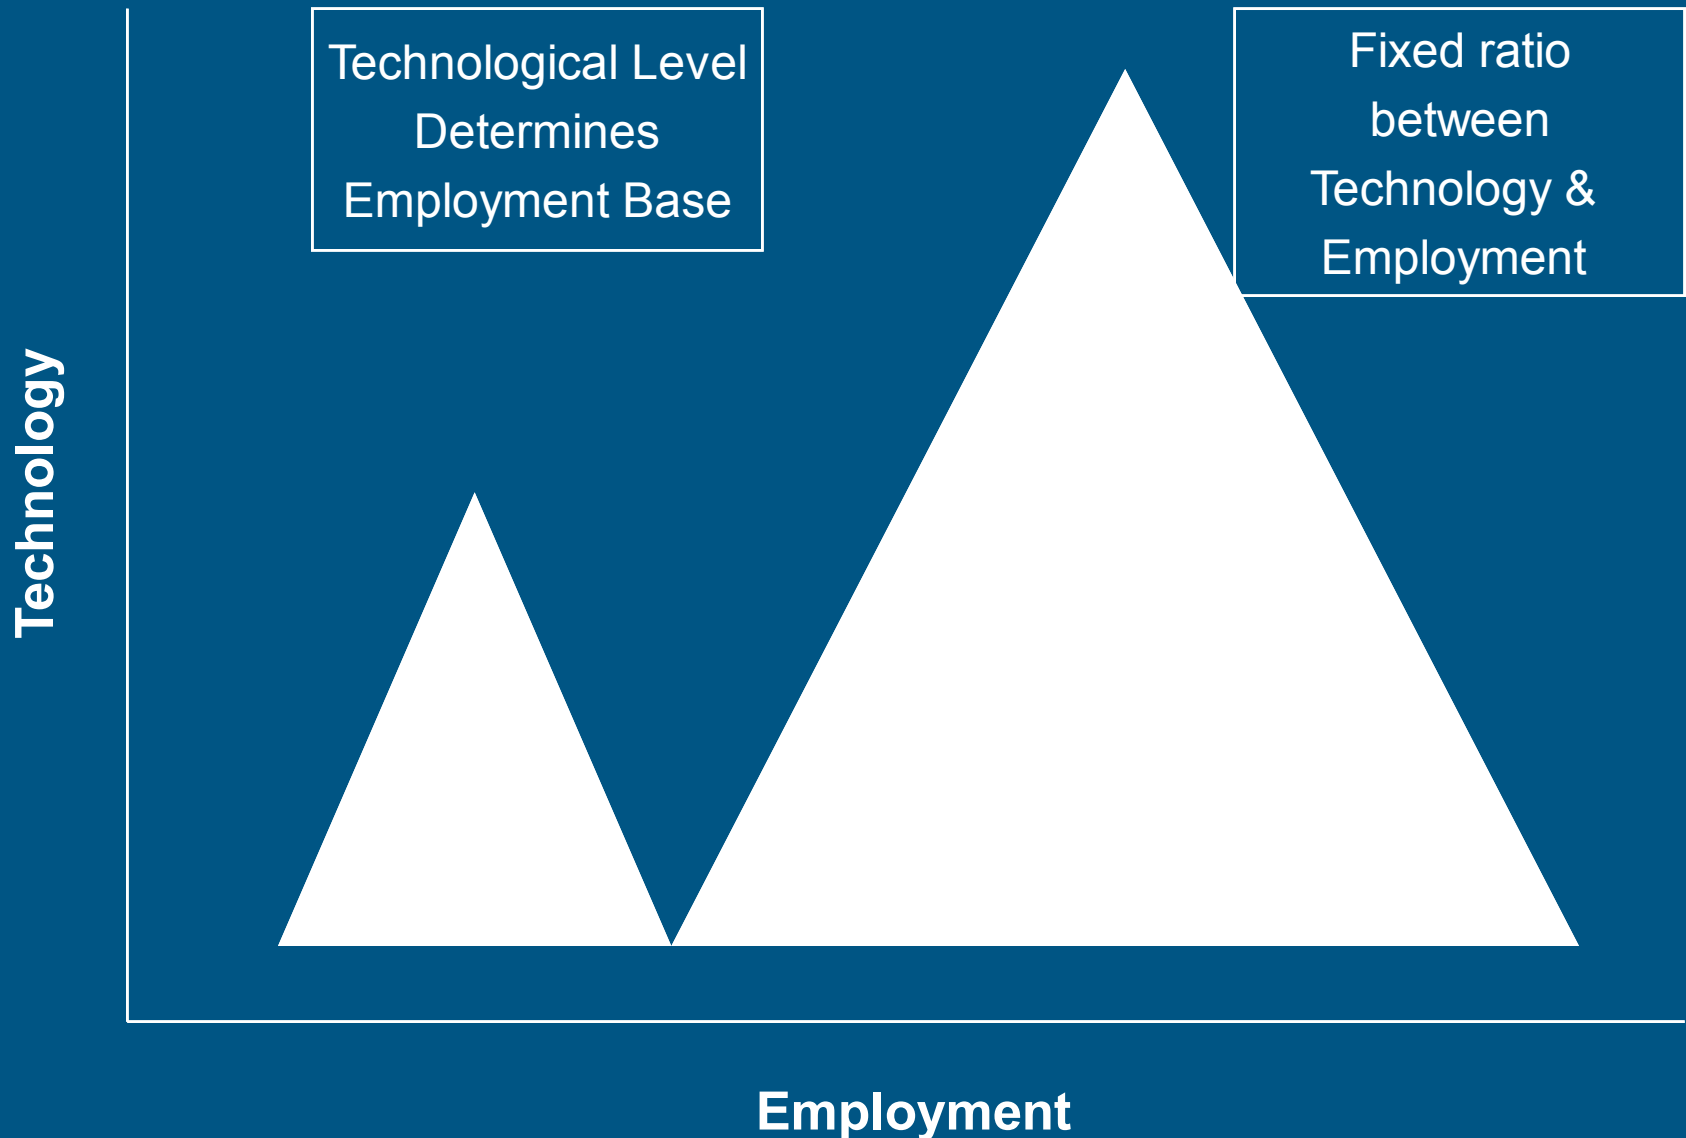 Technological Level
Determines
Employment Base
Fixed ratio
between
Technology &
Employment
Technology
Employment